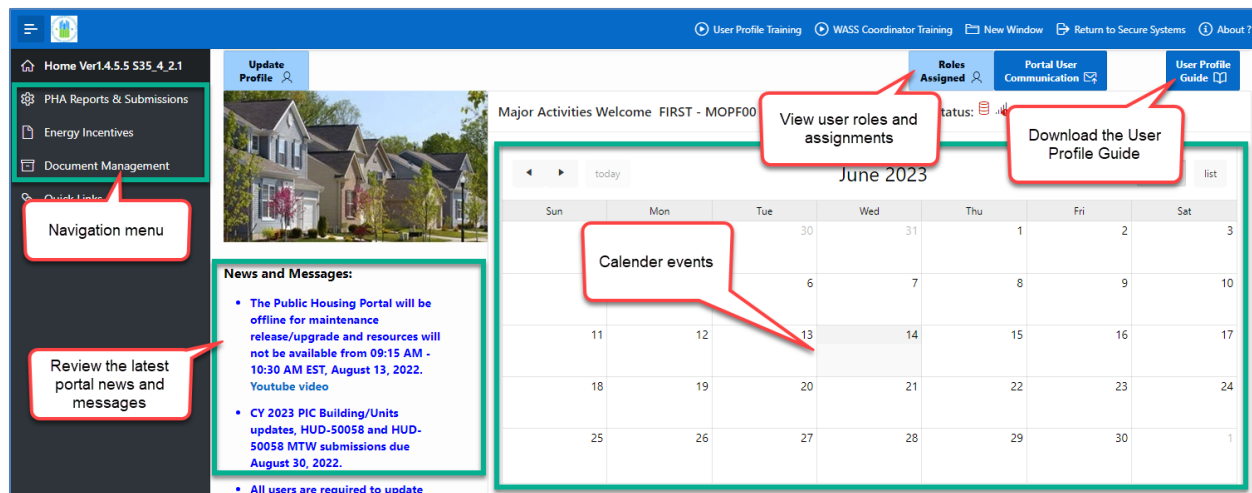 User Profile Training
WASS Coordinator Training
New Window
Return to Secure Systems
About ?
Home Ver1.4.5.5 S35_4_2.1
Update
Profile
Roles
Assigned
Portal User
Communication
User Profile
Guide
PHA Reports & Submissions
Energy Incentives
Document Management
Quick Links
Navigation menu
Major Activities Welcome FIRST - MOPF00
tatus:
View user roles and
assignments
Download the User
Profile Guide
today
June 2023
list
Sun Mon Tue Wed Thu Fri Sat
30 31 1 2 3
6 7 8 9 10
11 12 13 14 15 16 17
18 19 20 21 22 23 24
25 26 27 28 29 30 1
Calender events
News and Messages:
• The Public Housing Portal will be
offline for maintenance
release/upgrade and resources will
not be available from 09:15 AM -
10:30 AM EST, August 13, 2022.
Youtube video
• CY 2023 PIC Building/Units
updates, HUD-50058 and HUD-
50058 MTW submissions due
August 30, 2022.
• All users are required to update
Review the latest
portal news and
messages